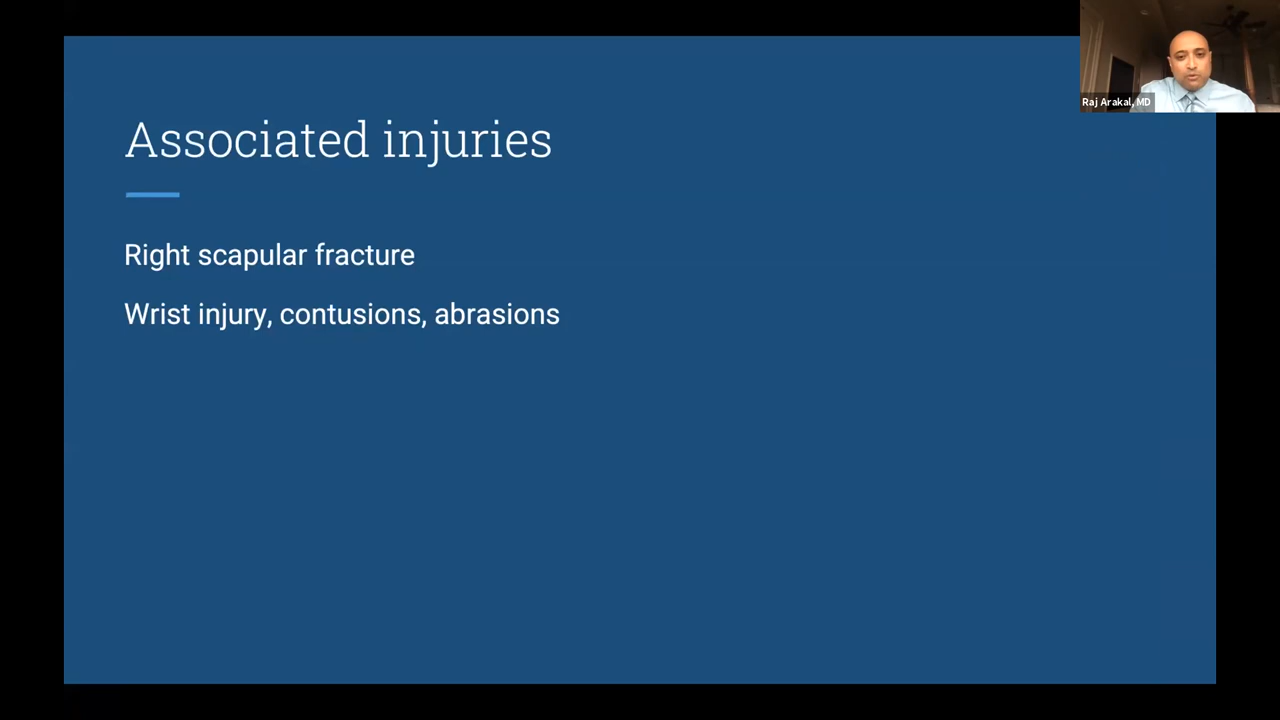 Raj Arakal, MD
Associated injuries
Right scapular fracture
Wrist injury, contusions, abrasions